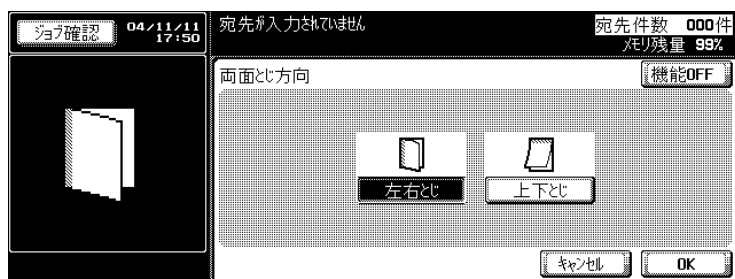 ジョブ確認
04/11/11
17:50
宛先が入力されていません
宛先件数 000件
メモリ残量 99%
両面とじ方向
機能OFF
左右とじ
上下とじ
キャンセル
OK